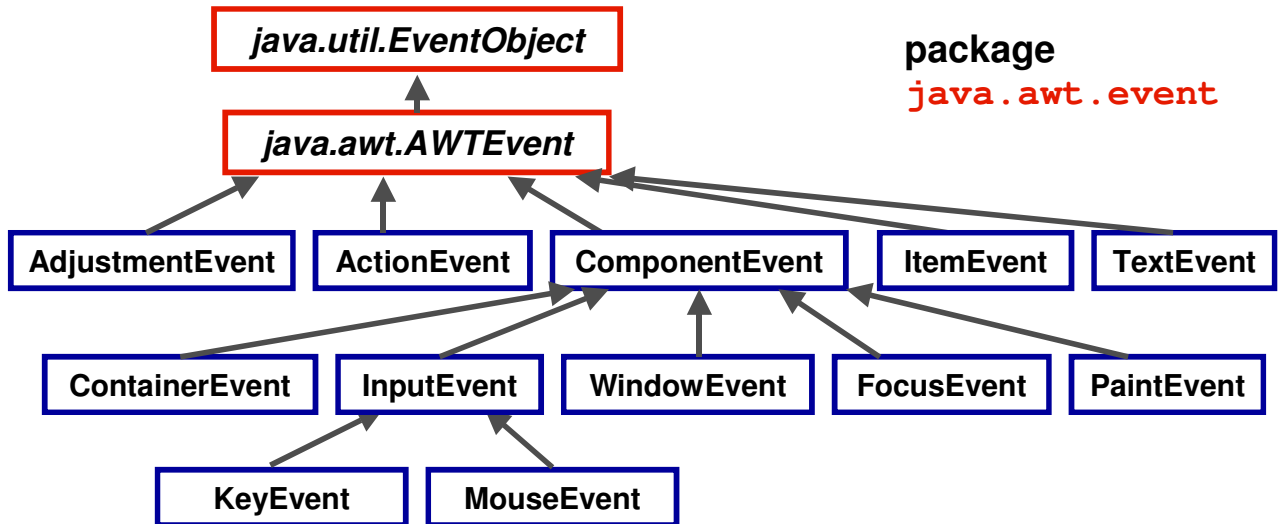 java.util.EventObject
package
java.awt.event
java.awt.AWTEvent
AdjustmentEvent
ActionEvent
ComponentEvent
ItemEvent
TextEvent
ContainerEvent
InputEvent
WindowEvent
FocusEvent
PaintEvent
KeyEvent
MouseEvent